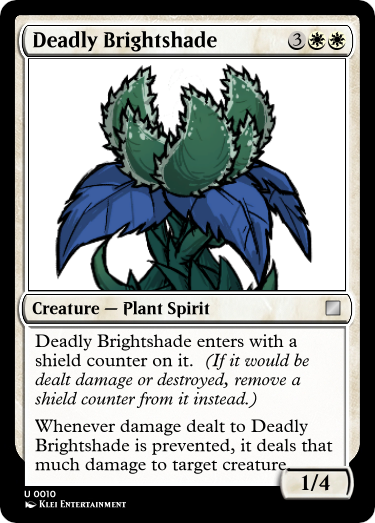 Deadly Brightshade 3
Creature — Plant Spirit
Deadly Brightshade enters with a
shield counter on it. (If it would be
dealt damage or destroyed, remove a
shield counter from it instead.)
Whenever damage dealt to Deadly
Brightshade is prevented, it deals that
much damage to target creature.
1/4
U 0010
KLEI ENTERTAINMENT